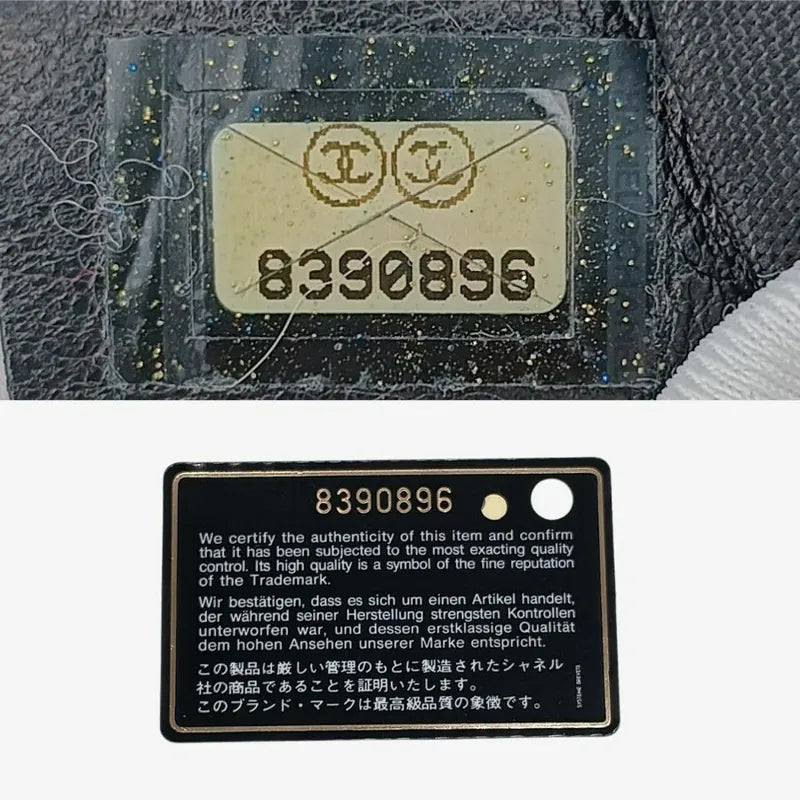 8390896
8390896
We certify the authenticity of this item and confirm
that it has been subjected to the most exacting quality
control. Its high quality is a symbol of the fine reputation
of the Trademark.
Wir bestätigen, dass es sich um einen Artikel handelt,
der während seiner Herstellung strengsten Kontrollen
unterworfen war, und dessen erstklassige Qualität
dem hohen Ansehen unserer Marke entspricht.
この製品は厳しい管理のもとに製造されたシャネル
社の商品であることを証明いたします。
このブランド・マークは最高級品質の象徴です。